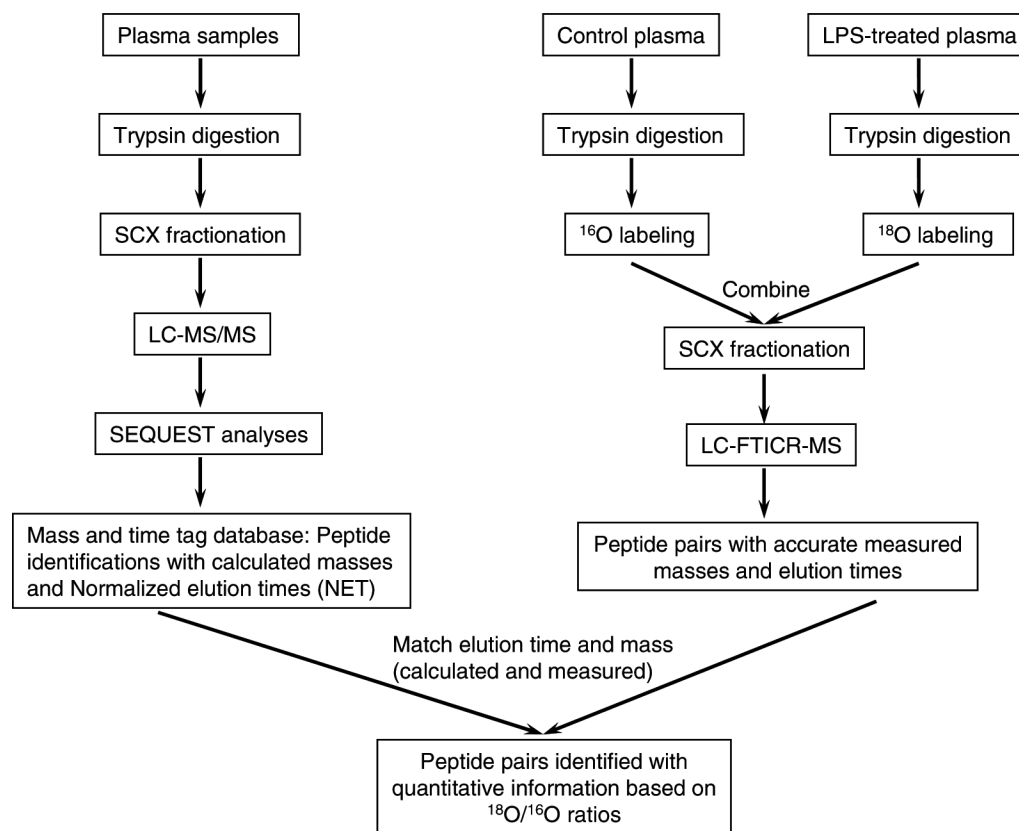 Plasma samples
Trypsin digestion
SCX fractionation
LC-MS/MS
SEQUEST analyses
Mass and time tag database: Peptide
identifications with calculated masses
and Normalized elution times (NET)
Control plasma
LPS-treated plasma
Trypsin digestion
Trypsin digestion
¹⁶O labeling
¹⁸O labeling
Combine
SCX fractionation
LC-FTICR-MS
Peptide pairs with accurate measured
masses and elution times
Match elution time and mass
(calculated and measured)
Peptide pairs identified with
quantitative information based on
¹⁸O/¹⁶O ratios